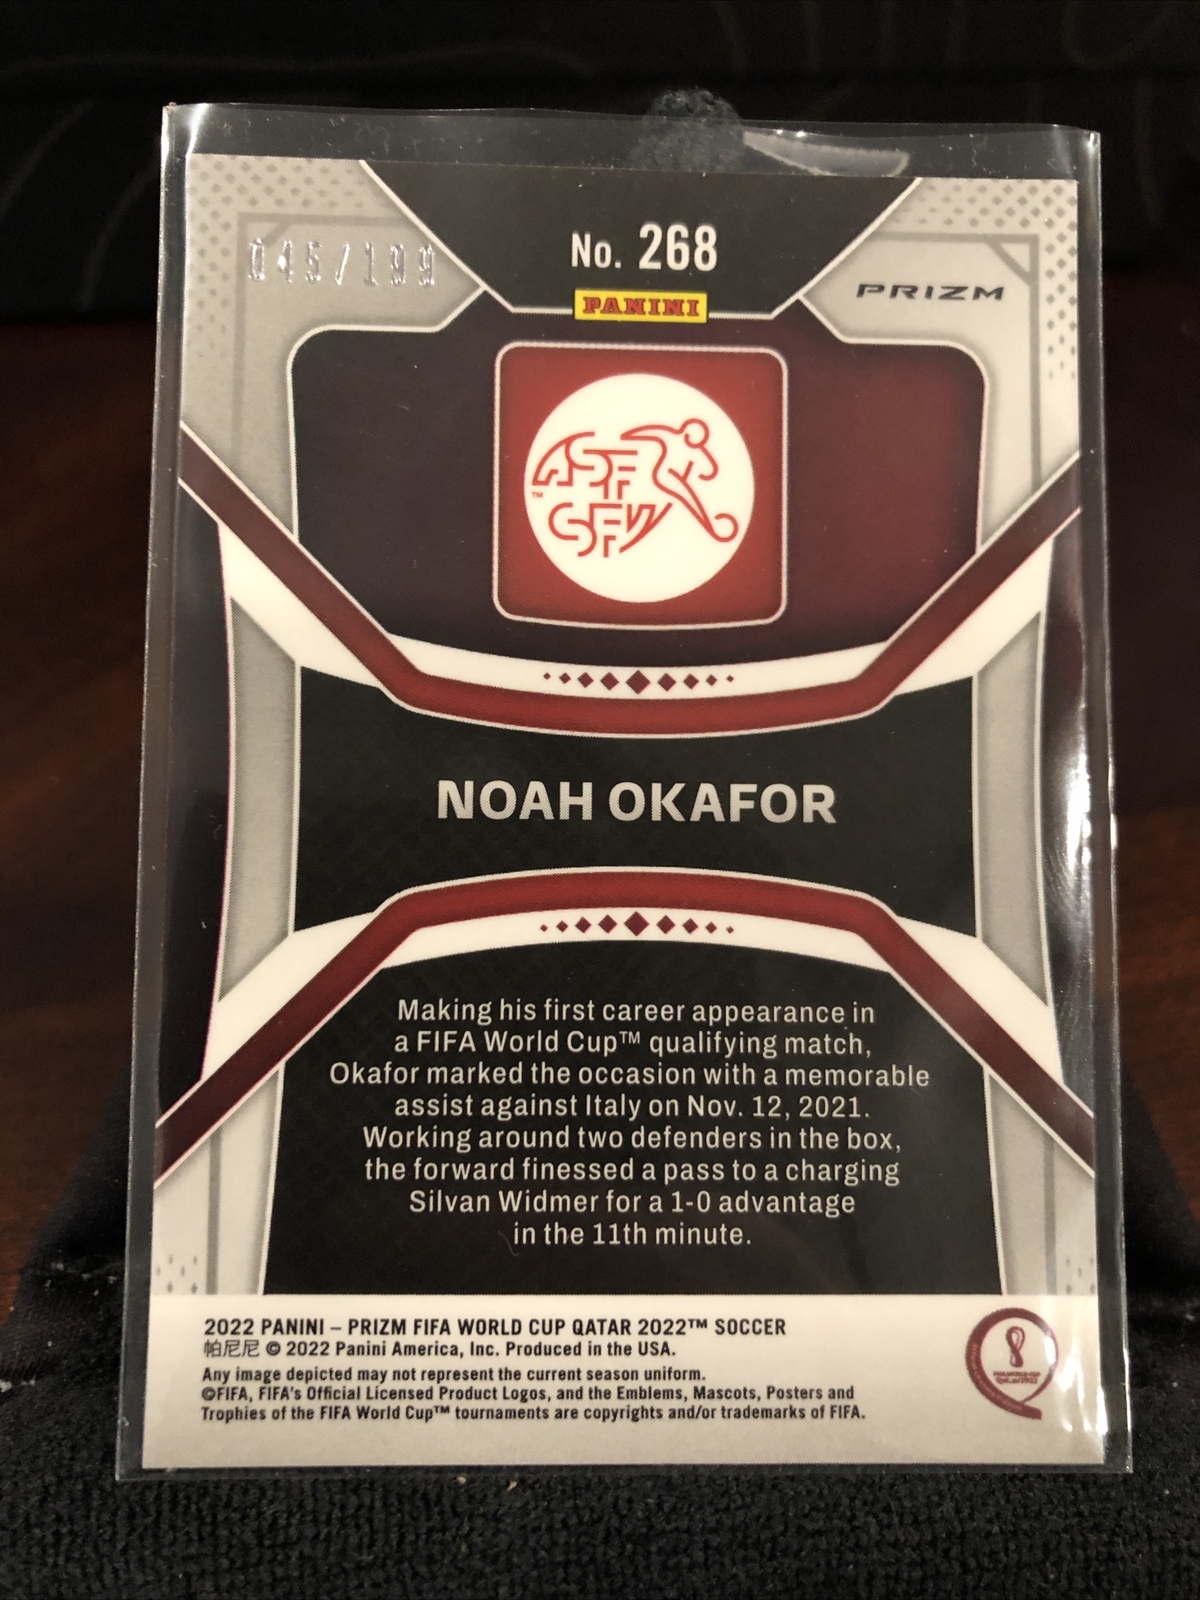 No. 268
045/199
PANINI
PRIZM
ASF
SFV
™
NOAH OKAFOR
Making his first career appearance in
a FIFA World Cup™ qualifying match,
Okafor marked the occasion with a memorable
assist against Italy on Nov. 12, 2021.
Working around two defenders in the box,
the forward finessed a pass to a charging
Silvan Widmer for a 1-0 advantage
in the 11th minute.
2022 PANINI – PRIZM FIFA WORLD CUP QATAR 2022™ SOCCER
帕尼尼 © 2022 Panini America, Inc. Produced in the USA.
Any image depicted may not represent the current season uniform.
©FIFA, FIFA's Official Licensed Product Logos, and the Emblems, Mascots, Posters and
Trophies of the FIFA World Cup™ tournaments are copyrights and/or trademarks of FIFA.